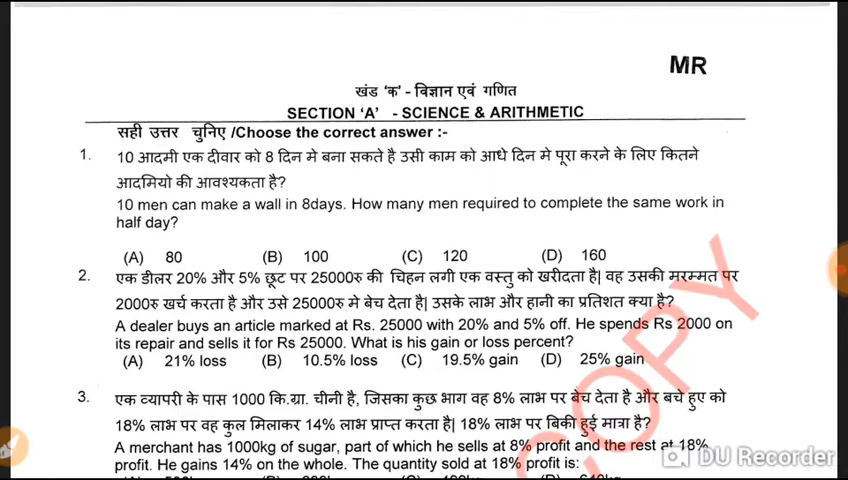 MR
खंड 'क' - विज्ञान एवं गणित
SECTION 'A' - SCIENCE & ARITHMETIC
सही उत्तर चुनिए /Choose the correct answer :-
1. 10 आदमी एक दीवार को 8 दिन मे बना सकते है उसी काम को आधे दिन मे पूरा करने के लिए कितने
आदमियो की आवश्यकता है?
10 men can make a wall in 8days. How many men required to complete the same work in
half day?
(A) 80 (B) 100 (C) 120 (D) 160
2. एक डीलर 20% और 5% छूट पर 25000रु की चिहन लगी एक वस्तु को खरीदता है| वह उसकी मरम्मत पर
2000रु खर्च करता है और उसे 25000रु मे बेच देता है| उसके लाभ और हानी का प्रतिशत क्या है?
A dealer buys an article marked at Rs. 25000 with 20% and 5% off. He spends Rs 2000 on
its repair and sells it for Rs 25000. What is his gain or loss percent?
(A) 21% loss (B) 10.5% loss (C) 19.5% gain (D) 25% gain
3. एक व्यापरी के पास 1000 कि.ग्रा. चीनी है, जिसका कुछ भाग वह 8% लाभ पर बेच देता है और बचे हुए को
18% लाभ पर वह कुल मिलाकर 14% लाभ प्राप्त करता है| 18% लाभ पर बिकी हुई मात्रा है?
A merchant has 1000kg of sugar, part of which he sells at 8% profit and the rest at 18%
profit. He gains 14% on the whole. The quantity sold at 18% profit is:
COPY
DU Recorder